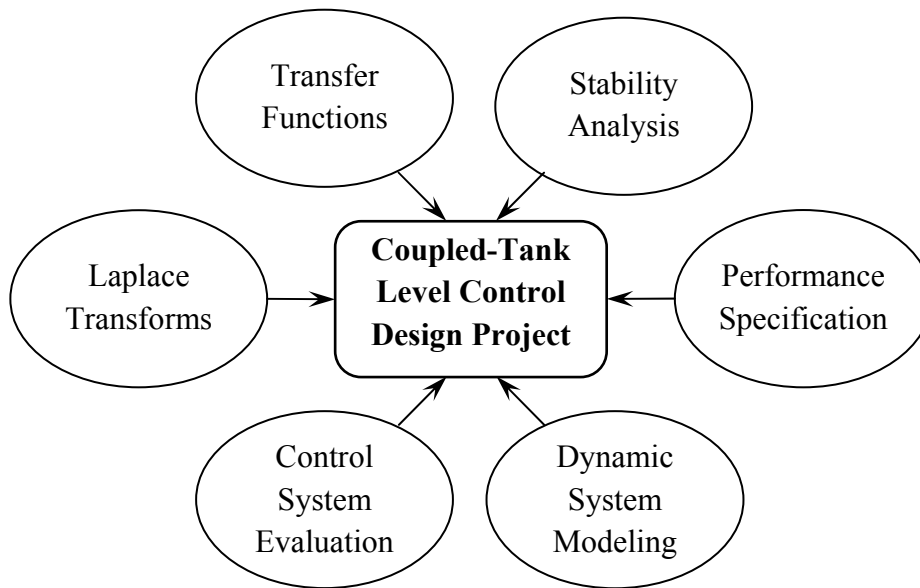 Transfer
Functions
Stability
Analysis
Laplace
Transforms
Coupled-Tank
Level Control
Design Project
Performance
Specification
Control
System
Evaluation
Dynamic
System
Modeling